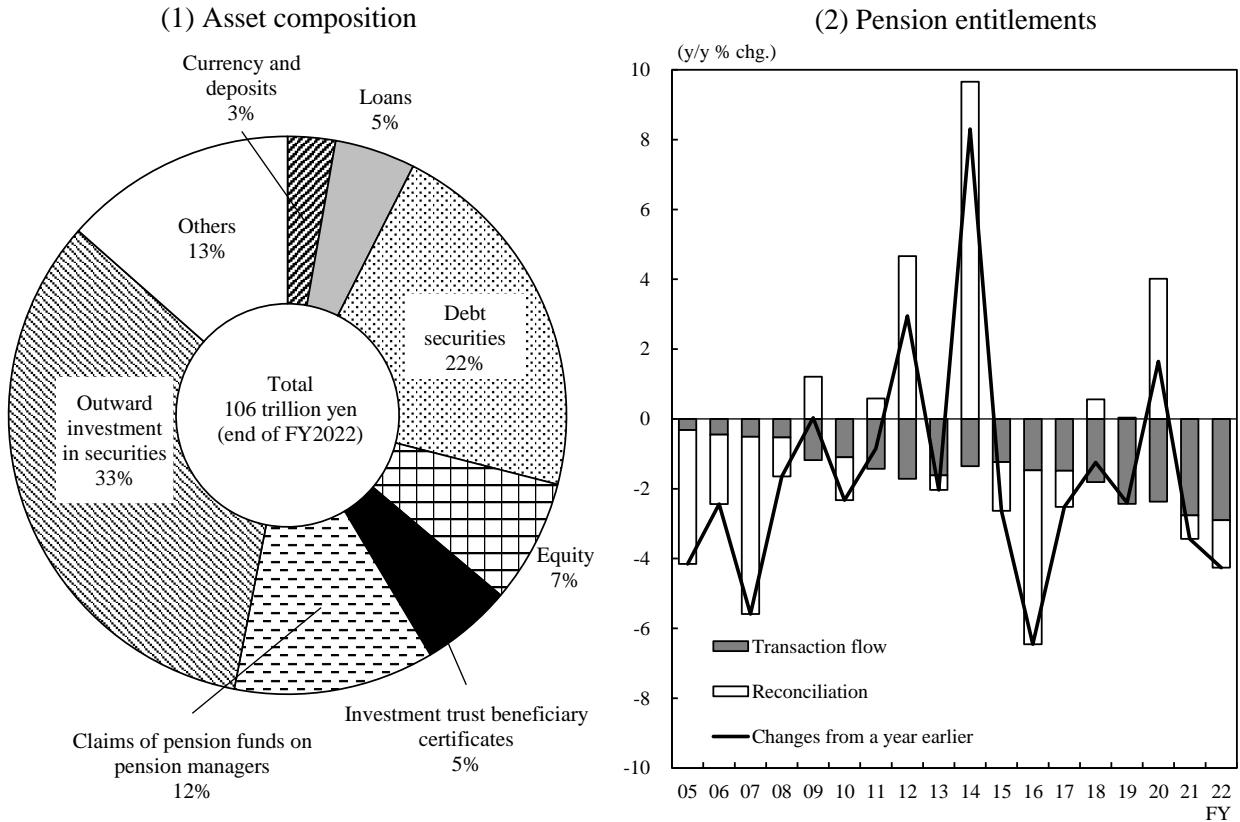 (1) Asset composition
Currency and
deposits
3%
Loans
5%
Debt
securities
22%
Equity
7%
Investment trust beneficiary
certificates
5%
Claims of pension funds on
pension managers
12%
Outward
investment
in securities
33%
Others
13%
Total
106 trillion yen
(end of FY2022)
(2) Pension entitlements
(y/y % chg.)
10
8
6
4
2
0
-2
-4
-6
-8
-10
Transaction flow
Reconciliation
Changes from a year earlier
05 06 07 08 09 10 11 12 13 14 15 16 17 18 19 20 21 22
FY